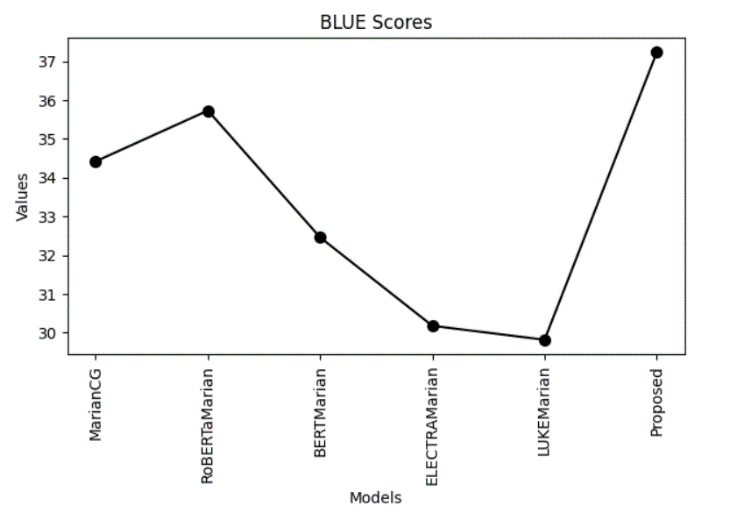 BLUE Scores
Values
37
36
35
34
33
32
31
30
MarianCG
RoBERTaMarian
BERTMarian
ELECTRAMarian
LUKEMarian
Proposed
Models